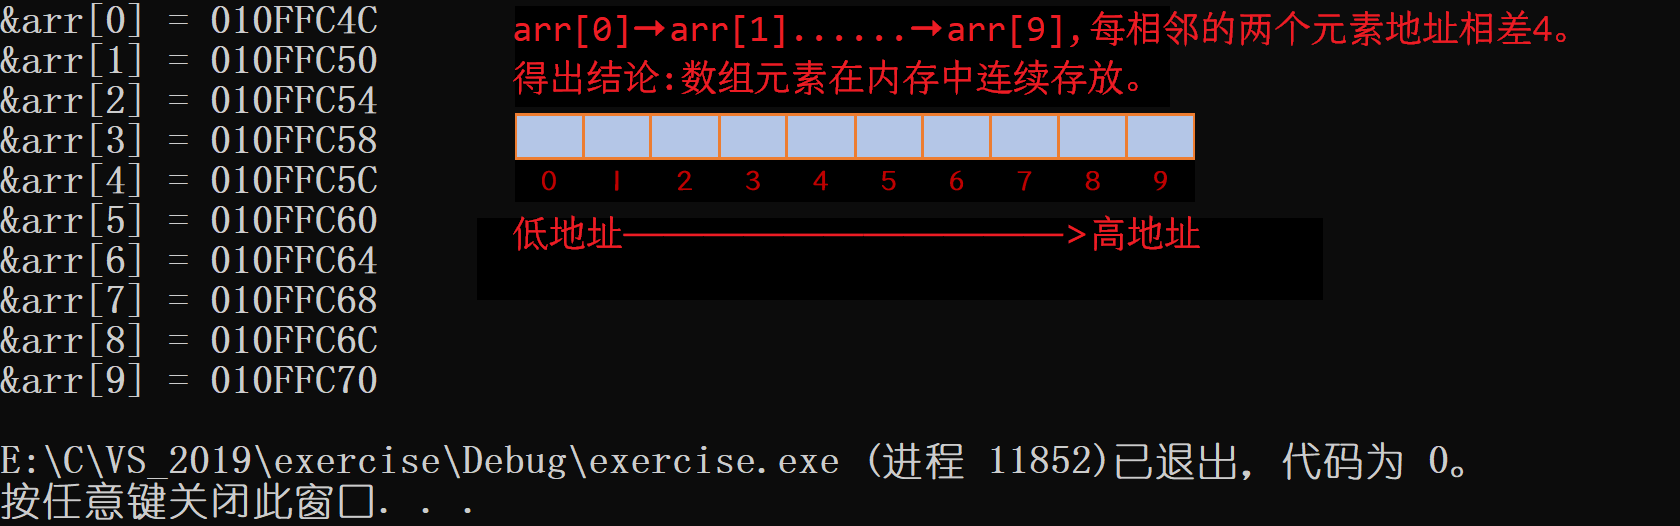 &arr[0] = 010FFC4C
&arr[1] = 010FFC50
&arr[2] = 010FFC54
&arr[3] = 010FFC58
&arr[4] = 010FFC5C
&arr[5] = 010FFC60
&arr[6] = 010FFC64
&arr[7] = 010FFC68
&arr[8] = 010FFC6C
&arr[9] = 010FFC70
arr[0]→arr[1]......→arr[9],每相邻的两个元素地址相差4。
得出结论:数组元素在内存中连续存放。
0 1 2 3 4 5 6 7 8 9
低地址————————————>高地址
E:\C\VS_2019\exercise\Debug\exercise.exe (进程 11852)已退出，代码为 0。
按任意键关闭此窗口. . .